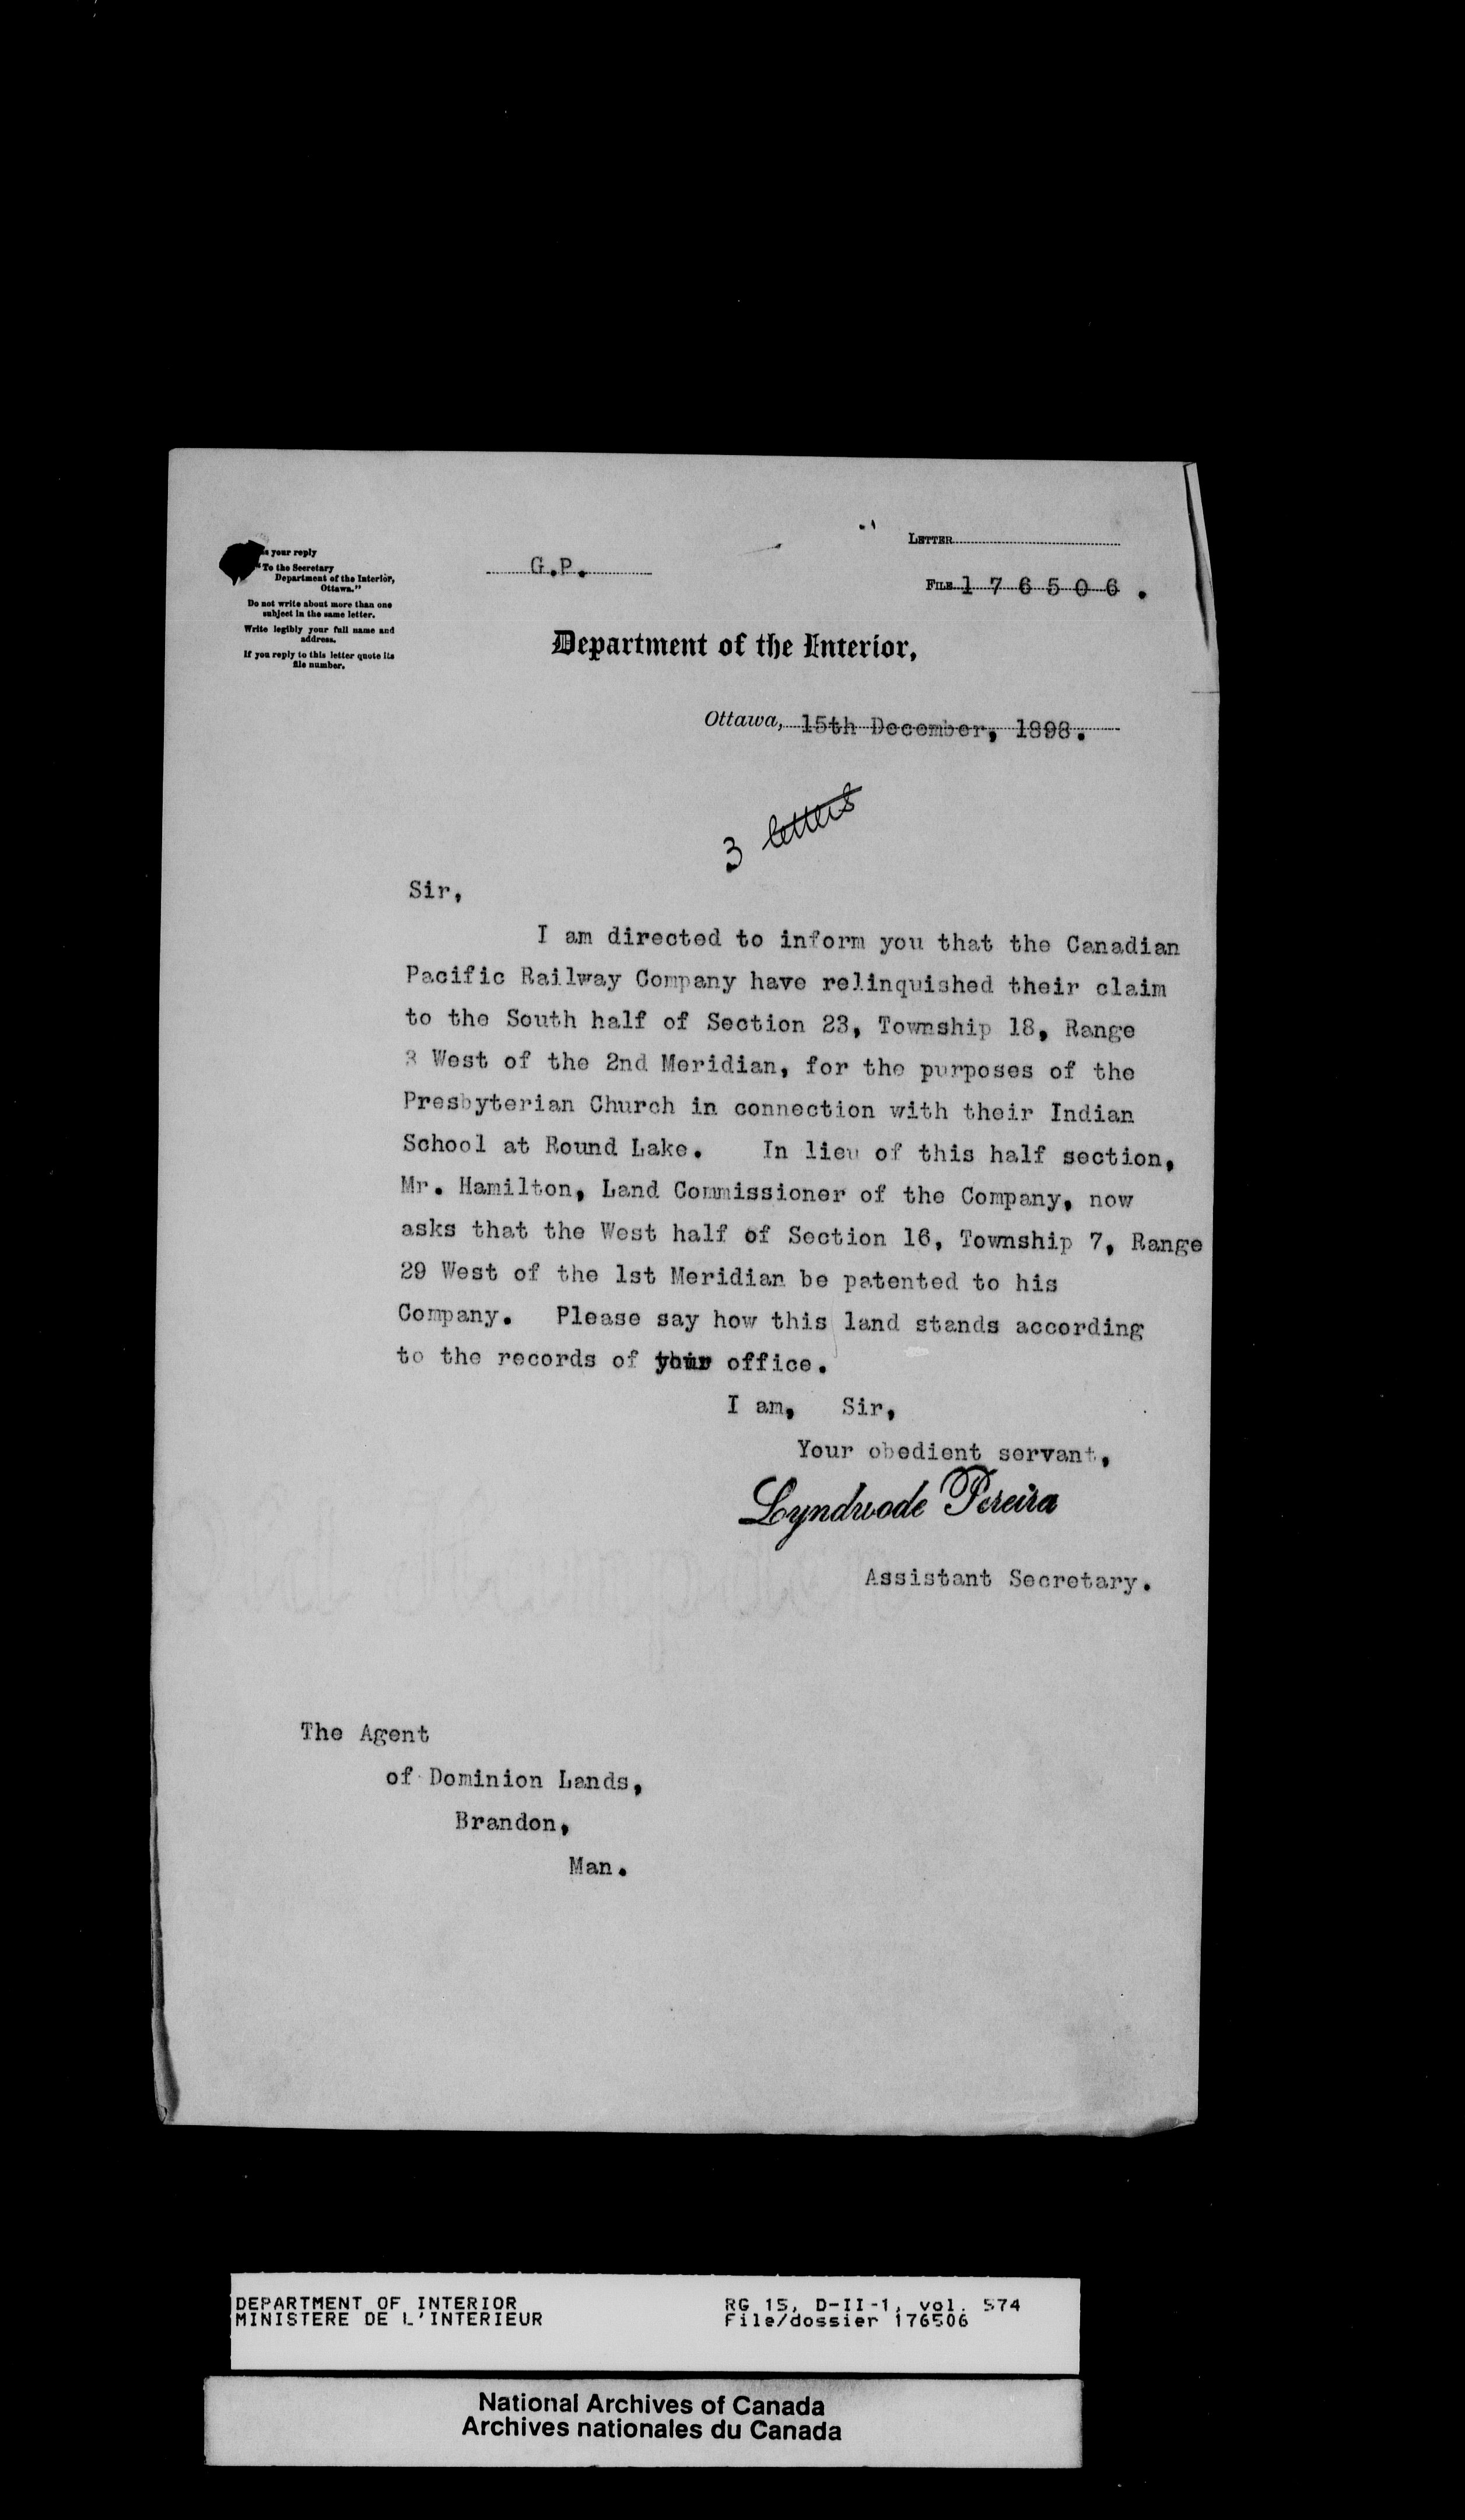 s your reply
"To the Secretary
Department of the Interior,
Ottawa."
Do not write about more than one
subject in the same letter.
Write legibly your full name and
address.
If you reply to this letter quote its
file number.
G.P.
LETTER
FILE 176506.
Department of the Interior,
Ottawa, 15th December, 1898.
3 letters
Sir,
I am directed to inform you that the Canadian
Pacific Railway Company have relinquished their claim
to the South half of Section 23, Township 18, Range
3 West of the 2nd Meridian, for the purposes of the
Presbyterian Church in connection with their Indian
School at Round Lake. In lieu of this half section,
Mr. Hamilton, Land Commissioner of the Company, now
asks that the West half of Section 16, Township 7, Range
29 West of the 1st Meridian be patented to his
Company. Please say how this land stands according
to the records of your office.
I am, Sir,
Your obedient servant,
Lyndwode Pereira
Assistant Secretary.
The Agent
of Dominion Lands,
Brandon,
Man.
DEPARTMENT OF INTERIOR
MINISTERE DE L'INTERIEUR
RG 15, D-II-1, vol. 574
File/dossier 176506
National Archives of Canada
Archives nationales du Canada